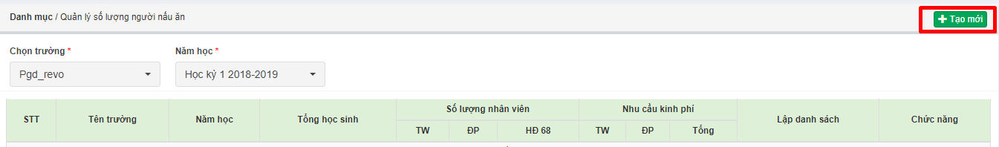 Danh mục / Quản lý số lượng người nấu ăn
Tạo mới
Chọn trường * Năm học *
Pgd_revo Học kỳ 1 2018-2019
STT Tên trường Năm học Tổng học sinh Số lượng nhân viên Nhu cầu kinh phí Lập danh sách Chức năng
TW ĐP HĐ 68 TW ĐP Tổng